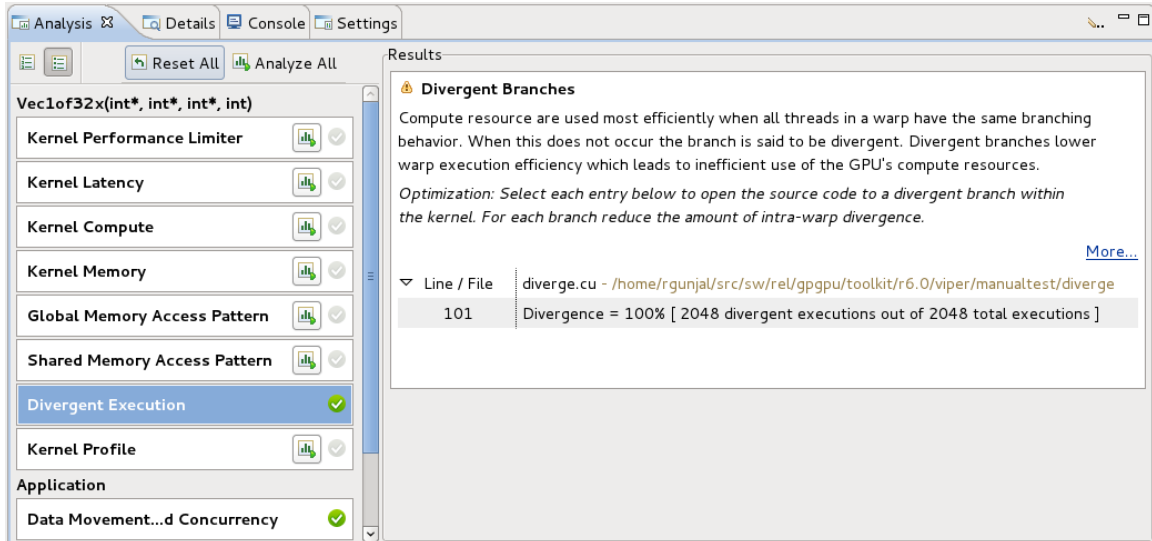 Analysis
Details
Console
Settings
Reset All
Analyze All
Vec1of32x(int*, int*, int*, int)
Kernel Performance Limiter
Kernel Latency
Kernel Compute
Kernel Memory
Global Memory Access Pattern
Shared Memory Access Pattern
Divergent Execution
Kernel Profile
Application
Data Movement...d Concurrency
Results
Divergent Branches
Compute resource are used most efficiently when all threads in a warp have the same branching
behavior. When this does not occur the branch is said to be divergent. Divergent branches lower
warp execution efficiency which leads to inefficient use of the GPU's compute resources.
Optimization: Select each entry below to open the source code to a divergent branch within
the kernel. For each branch reduce the amount of intra-warp divergence.
More...
Line / File diverge.cu - /home/rgunjal/src/sw/rel/gpgpu/toolkit/r6.0/viper/manualtest/diverge
101 Divergence = 100% [ 2048 divergent executions out of 2048 total executions ]